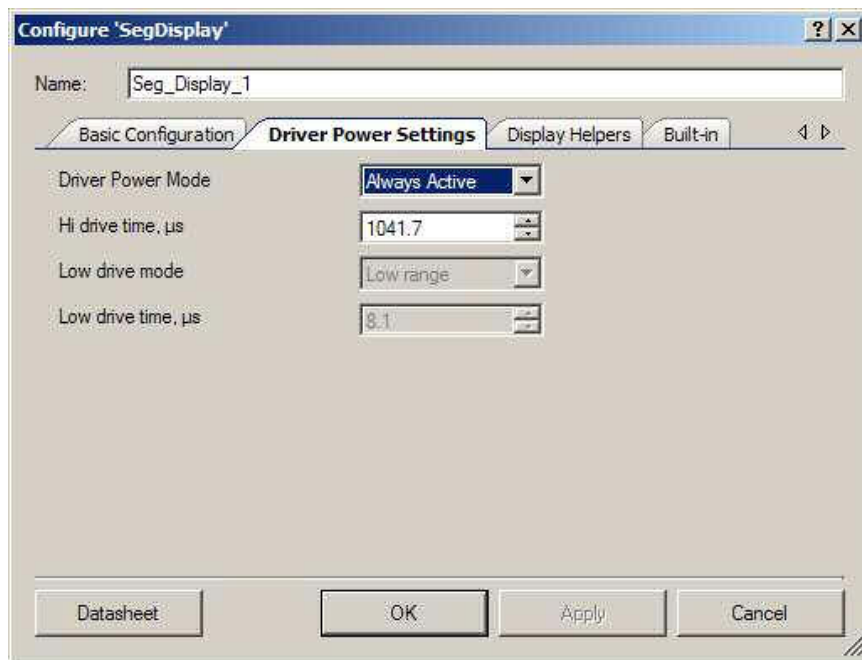 Configure 'SegDisplay'
Name: Seg_Display_1
Basic Configuration Driver Power Settings Display Helpers Built-in
Driver Power Mode Always Active
Hi drive time, µs 1041.7
Low drive mode Low range
Low drive time, µs 8.1
Datasheet OK Apply Cancel